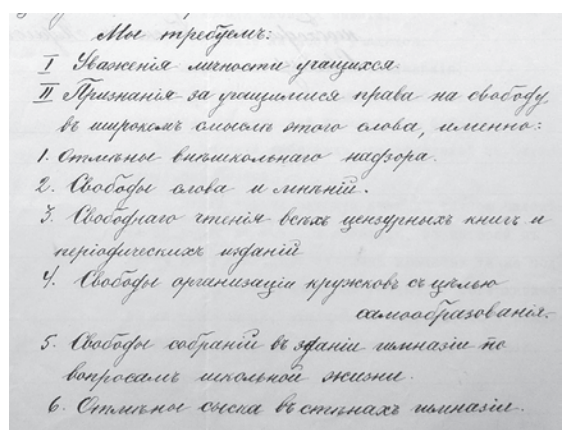 Мы требуемъ:
I Уваженія личности учащихся.
II Признанія за учащимися права на свободу
въ широкомъ смыслѣ этого слова, именно:
1. Отмѣны внѣшкольнаго надзора.
2. Свободы слова и мнѣній.
3. Свободнаго чтенія всѣхъ цензурныхъ книгъ и
періодическихъ изданій
4. Свободы организаціи кружковъ съ цѣлью
самообразованія.
5. Свободы собраній въ зданіи гимназіи по
вопросамъ школьной жизни.
6. Отмѣны сыска въ стѣнахъ гимназіи.